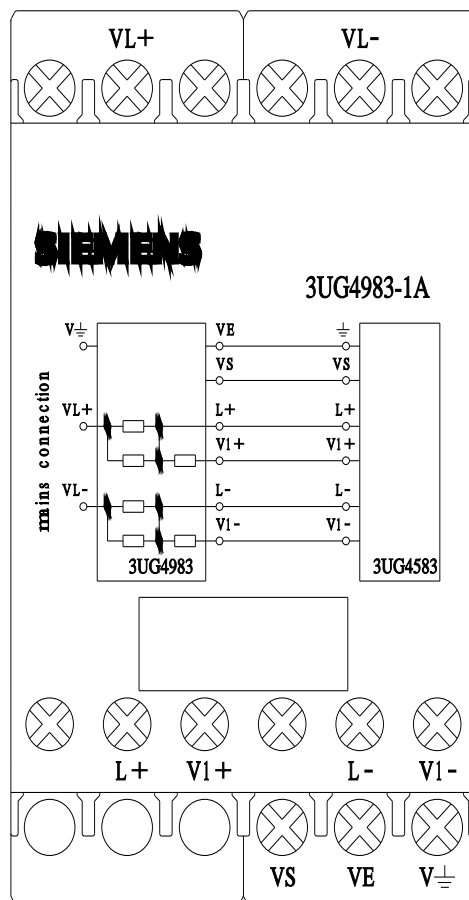 VL+ VL-
SIEMENS
3UG4983-1A
V⏚ VE ⏚
VS VS
VL+ L+ L+
V1+ V1+
VL- L- L-
V1- V1-
mains connection
3UG4983 3UG4583
L+ V1+ L- V1-
VS VE V⏚